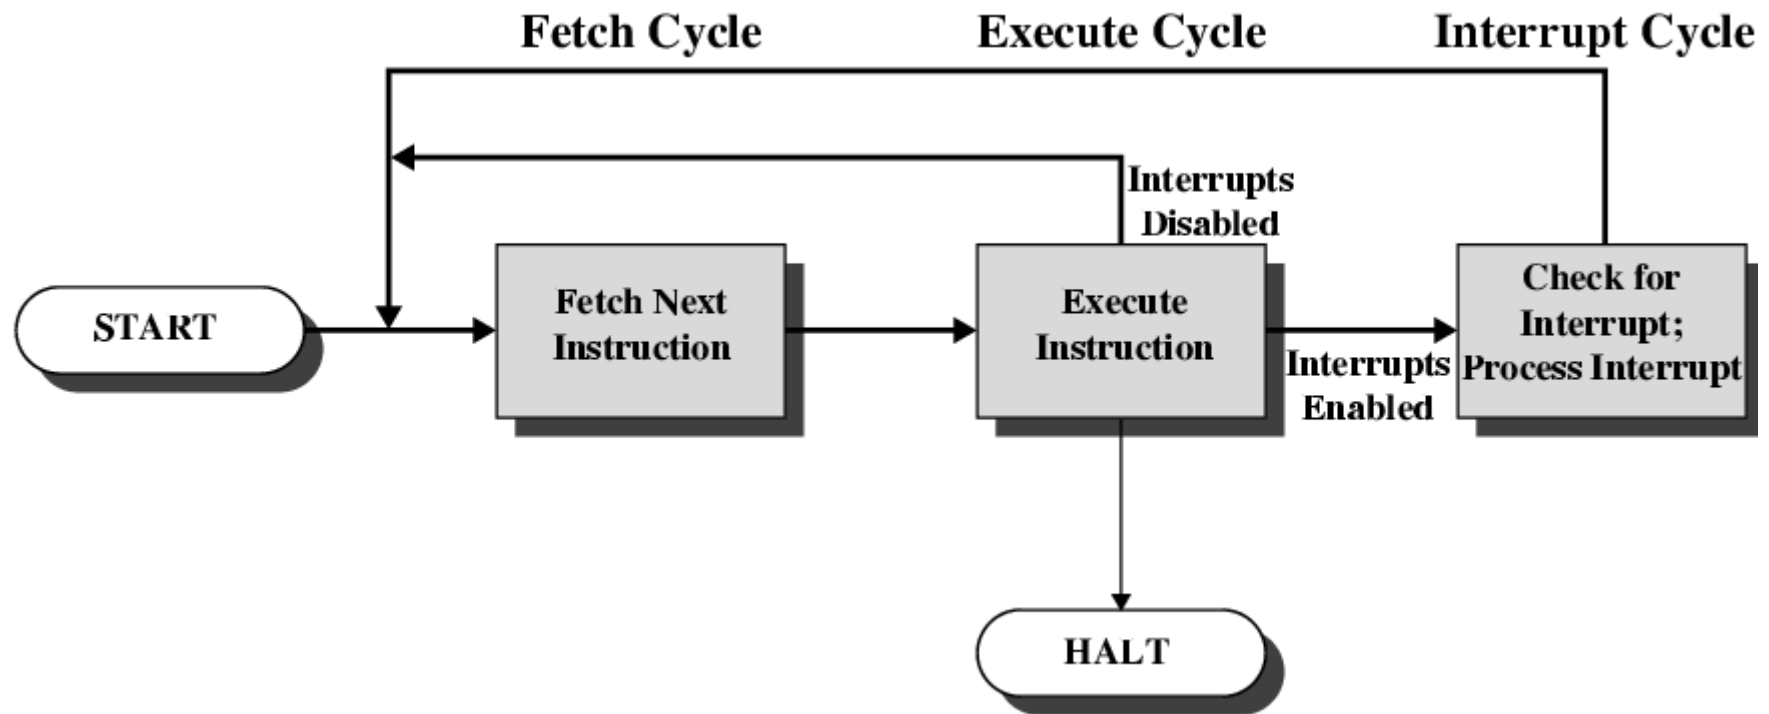 Fetch Cycle
Execute Cycle
Interrupt Cycle
Interrupts
Disabled
START
Fetch Next
Instruction
Execute
Instruction
Interrupts
Enabled
Check for
Interrupt;
Process Interrupt
HALT